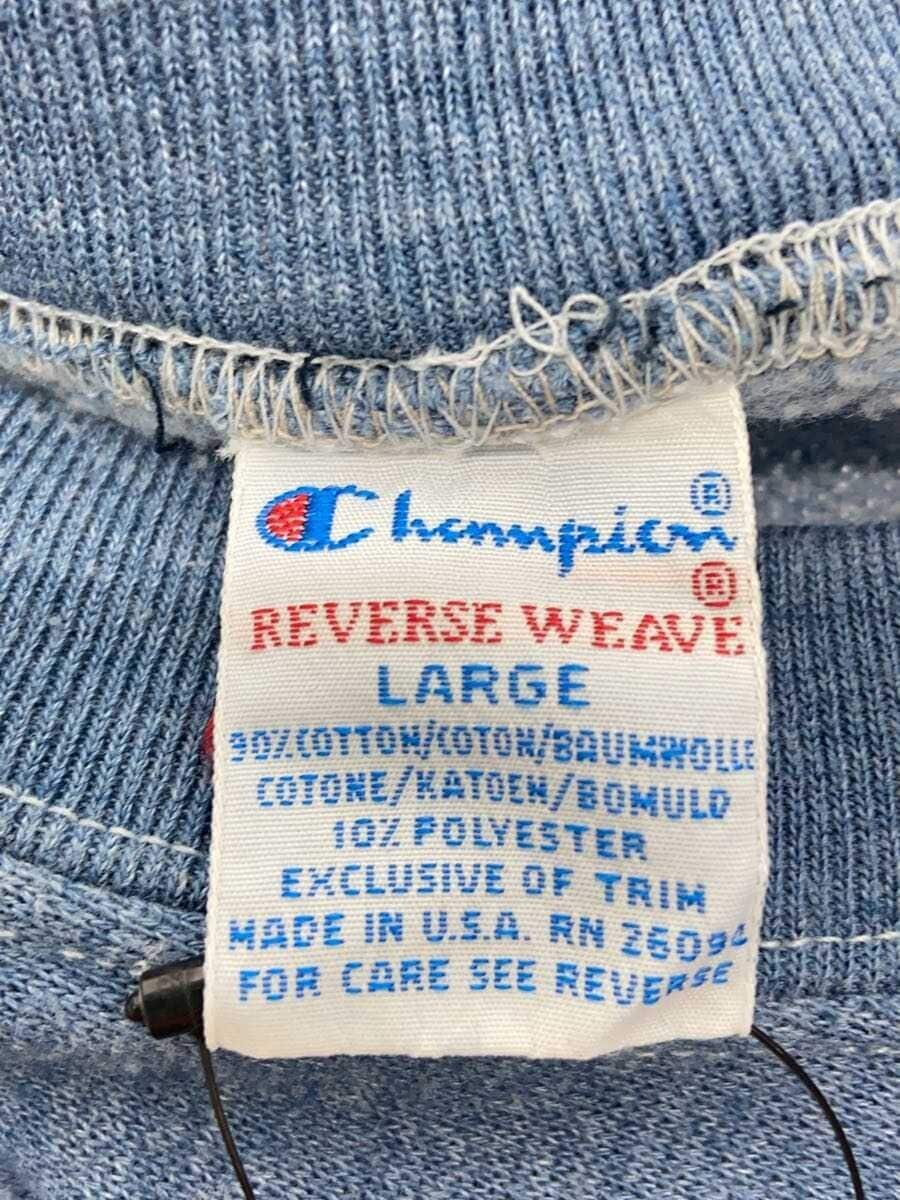 Champion®
REVERSE WEAVE®
LARGE
90% COTTON/COTON/BAUMWOLLE
COTONE/KATOEN/BOMULD
10% POLYESTER
EXCLUSIVE OF TRIM
MADE IN U.S.A. RN 26094
FOR CARE SEE REVERSE